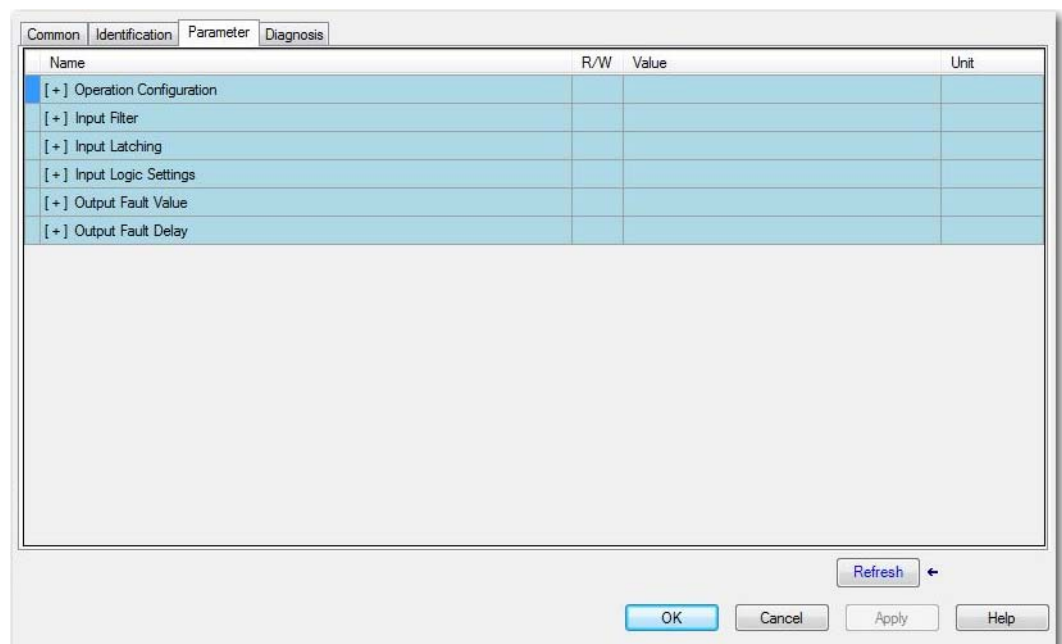 Common Identification Parameter Diagnosis
Name R/W Value Unit
[+] Operation Configuration
[+] Input Filter
[+] Input Latching
[+] Input Logic Settings
[+] Output Fault Value
[+] Output Fault Delay
Refresh ←
OK Cancel Apply Help